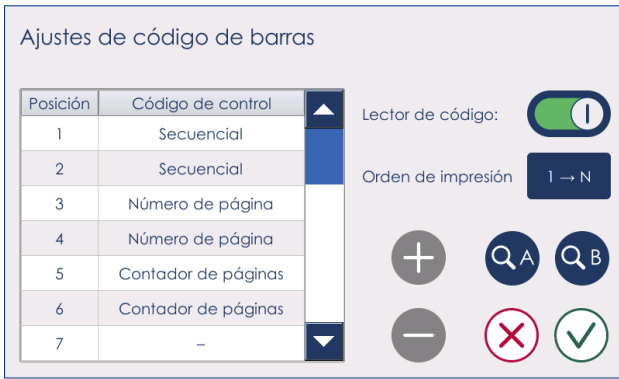 Ajustes de código de barras
Posición Código de control
1 Secuencial
2 Secuencial
3 Número de página
4 Número de página
5 Contador de páginas
6 Contador de páginas
7 –
Lector de código:
Orden de impresión 1 → N
A B